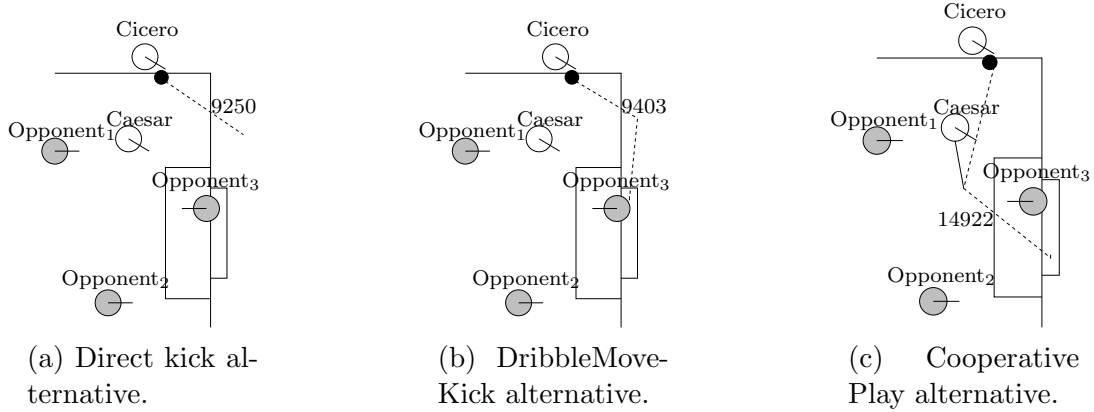 Cicero
9250
Caesar
Opponent1
Opponent3
Opponent2
(a) Direct kick al-
ternative.
Cicero
9403
Caesar
Opponent1
Opponent3
Opponent2
(b) DribbleMove-
Kick alternative.
Cicero
Caesar
Opponent1
Opponent3
14922
Opponent2
(c) Cooperative
Play alternative.